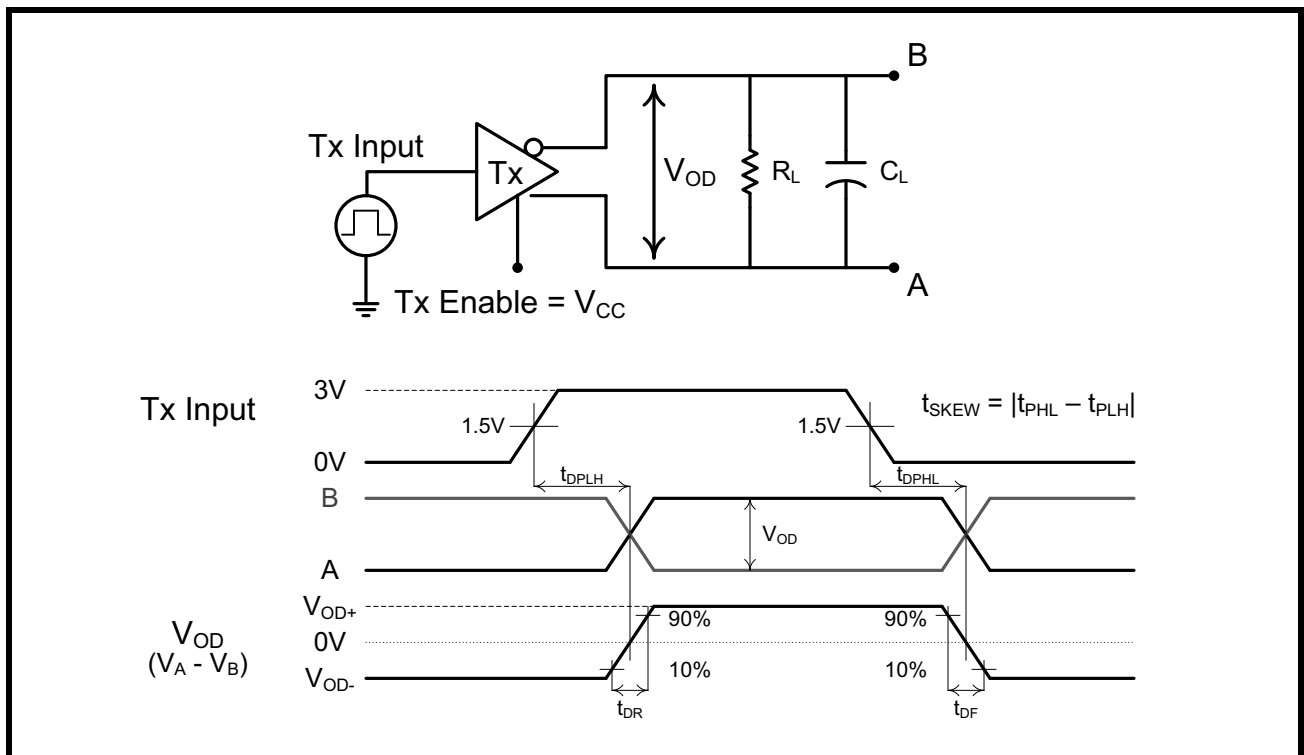 B
Tx Input
Tx
V_OD
R_L
C_L
A
Tx Enable = V_CC
3V
Tx Input
t_SKEW = |t_PHL – t_PLH|
1.5V
1.5V
0V
t_DPLH
t_DPHL
B
V_OD
A
V_OD+
90%
90%
V_OD
0V
(V_A - V_B)
10%
10%
V_OD-
t_DR
t_DF